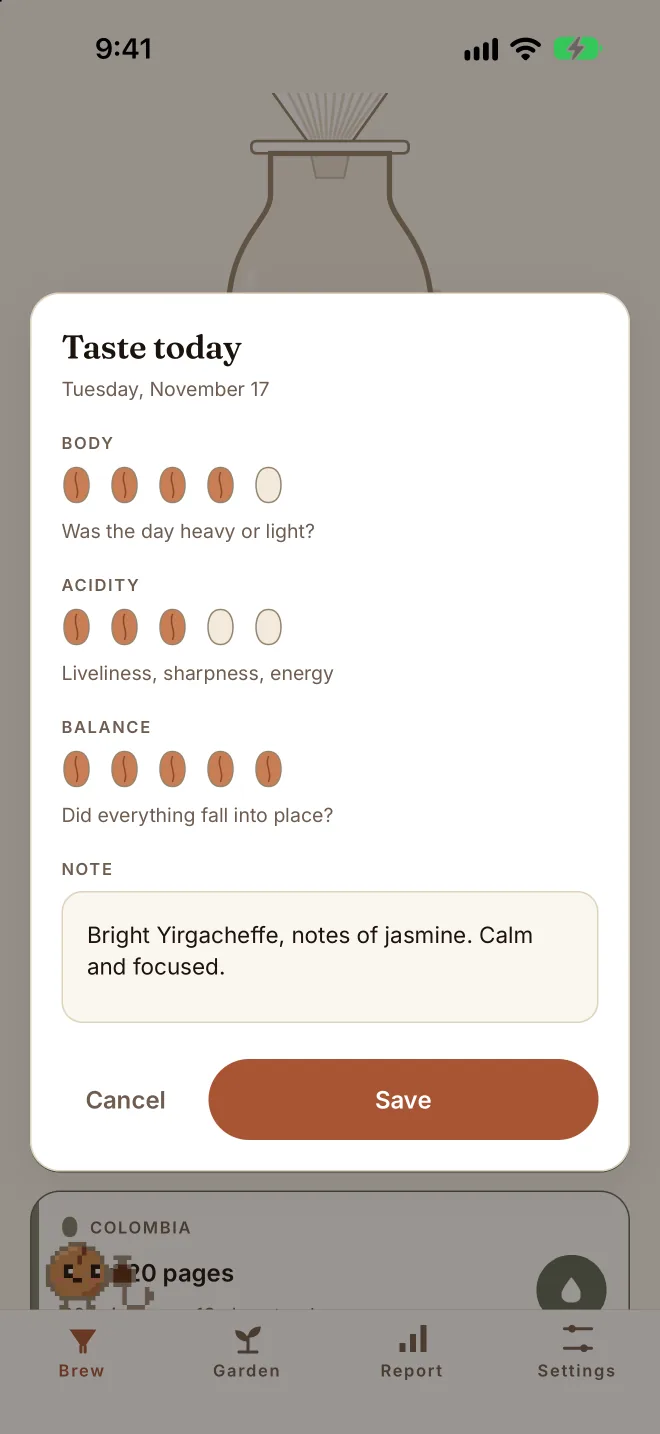 9:41
Taste today
Tuesday, November 17
BODY
Was the day heavy or light?
ACIDITY
Liveliness, sharpness, energy
BALANCE
Did everything fall into place?
NOTE
Bright Yirgacheffe, notes of jasmine. Calm
and focused.
Cancel
Save
COLOMBIA
20 pages
Brew
Garden
Report
Settings